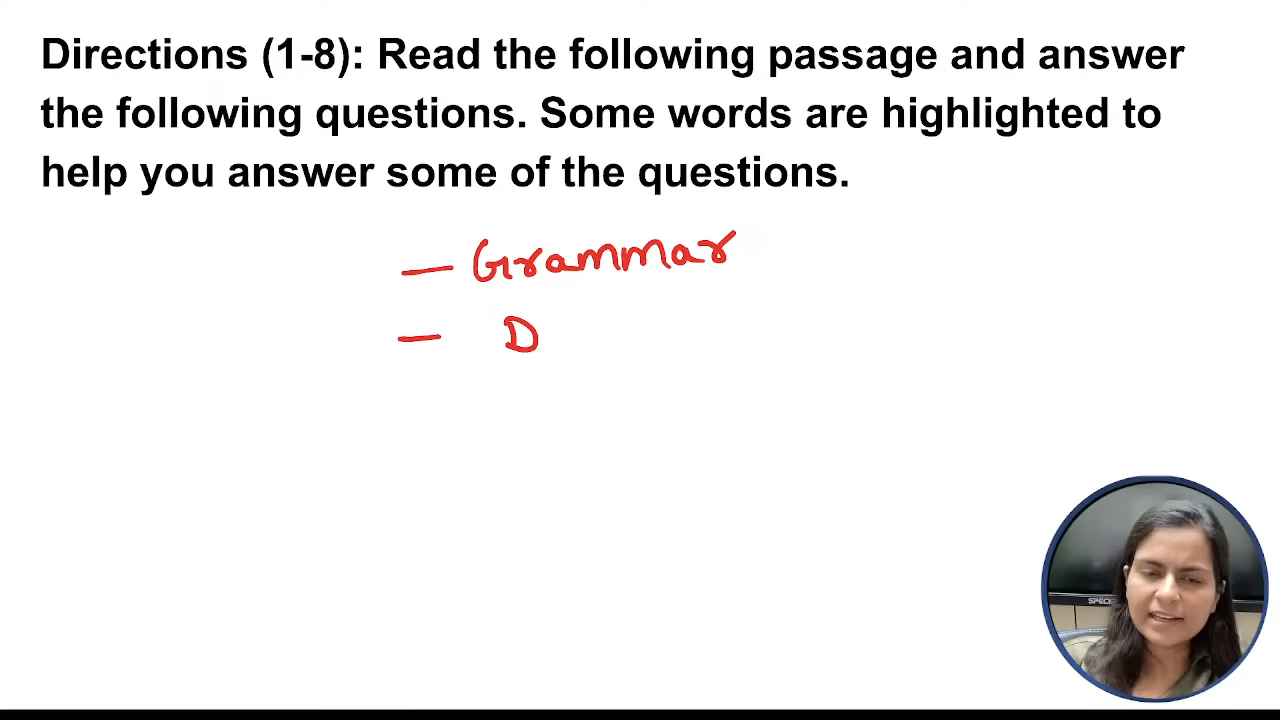 Directions (1-8): Read the following passage and answer
the following questions. Some words are highlighted to
help you answer some of the questions.
— Grammar
— D
SPEC